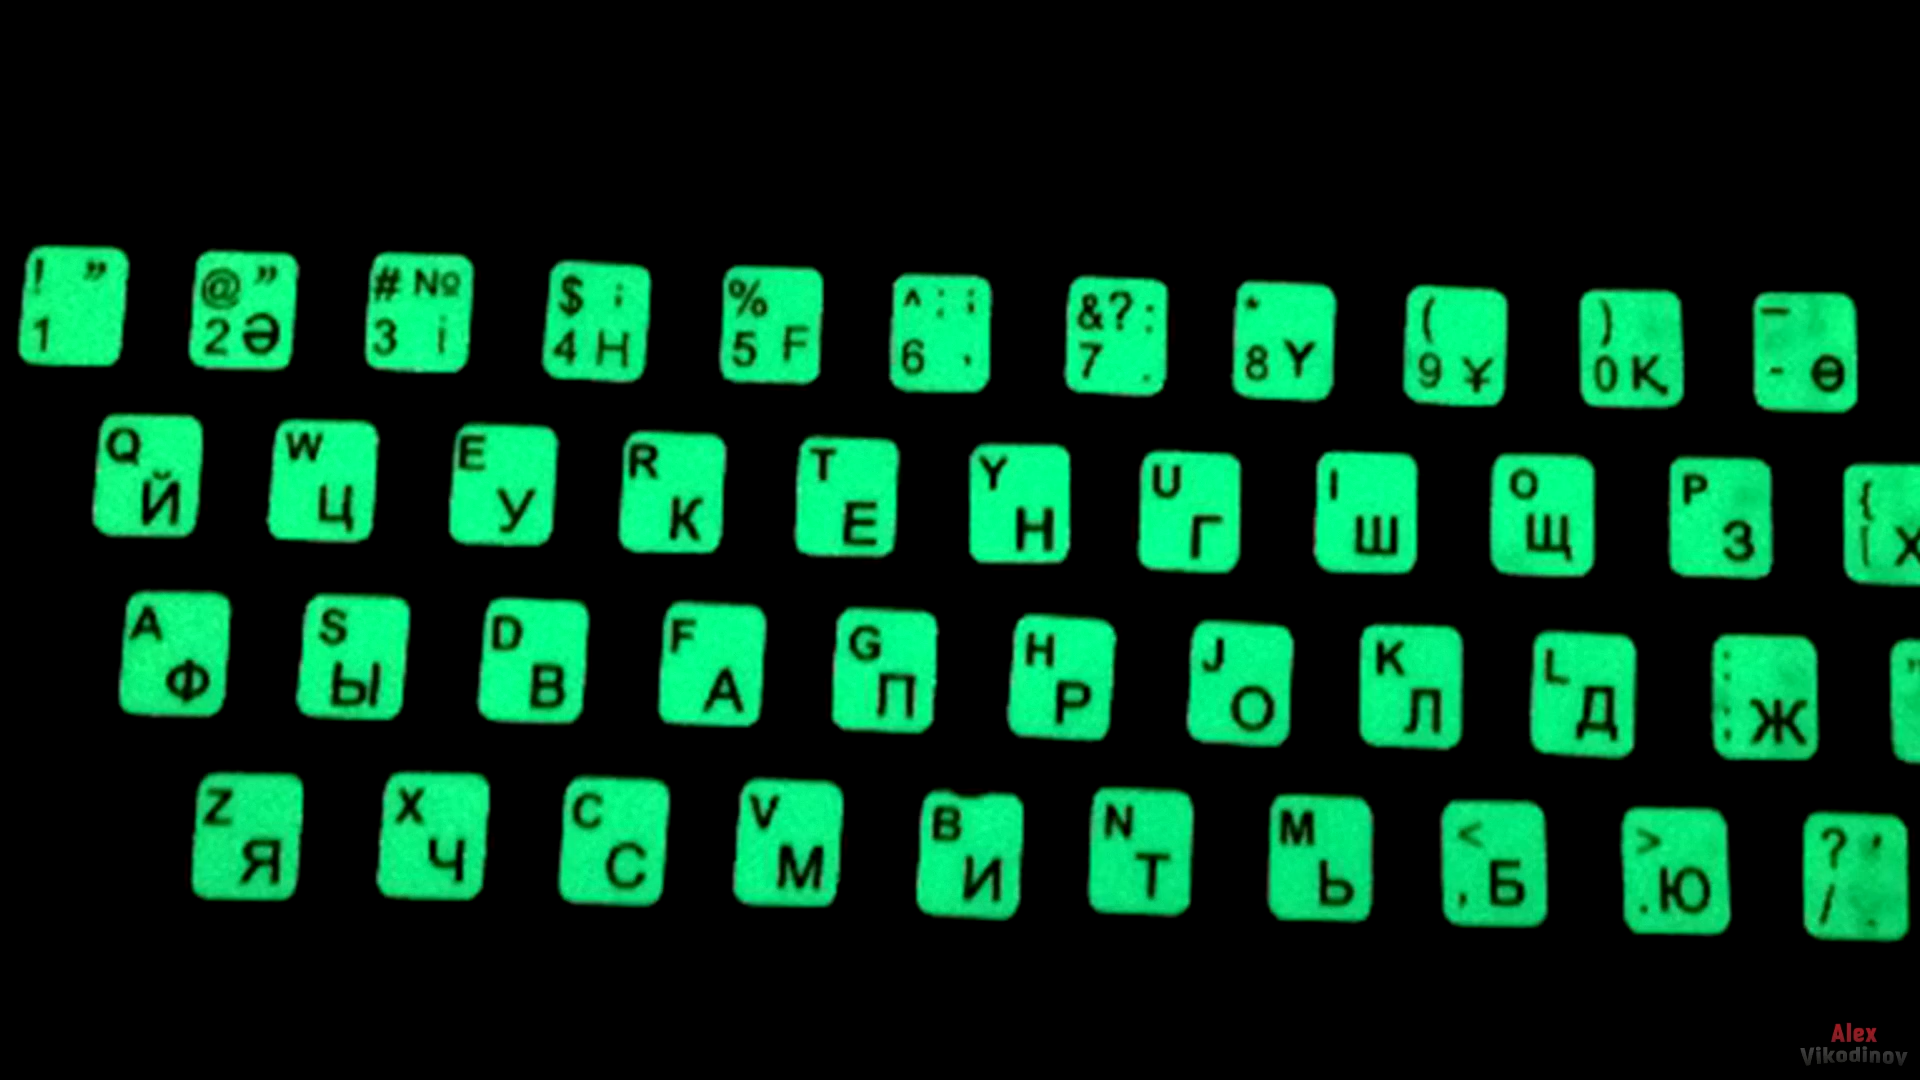 ! ” @ ” # № $ ; % ^ : ; &? : * ( ) –
1 2 Ә 3 і 4 Н 5 F 6 , 7 . 8 Ү 9 ¥ 0 Қ - Ө
Q W E R T Y U I O P {
Й Ц У К Е Н Г Ш Щ З [ Х
A S D F G H J K L : "
Ф Ы В А П Р О Л Д ; Ж
Z X C V B N M < > ? ,
Я Ч С М И Т Ь , Б . Ю / .
Alex
Vikodinov